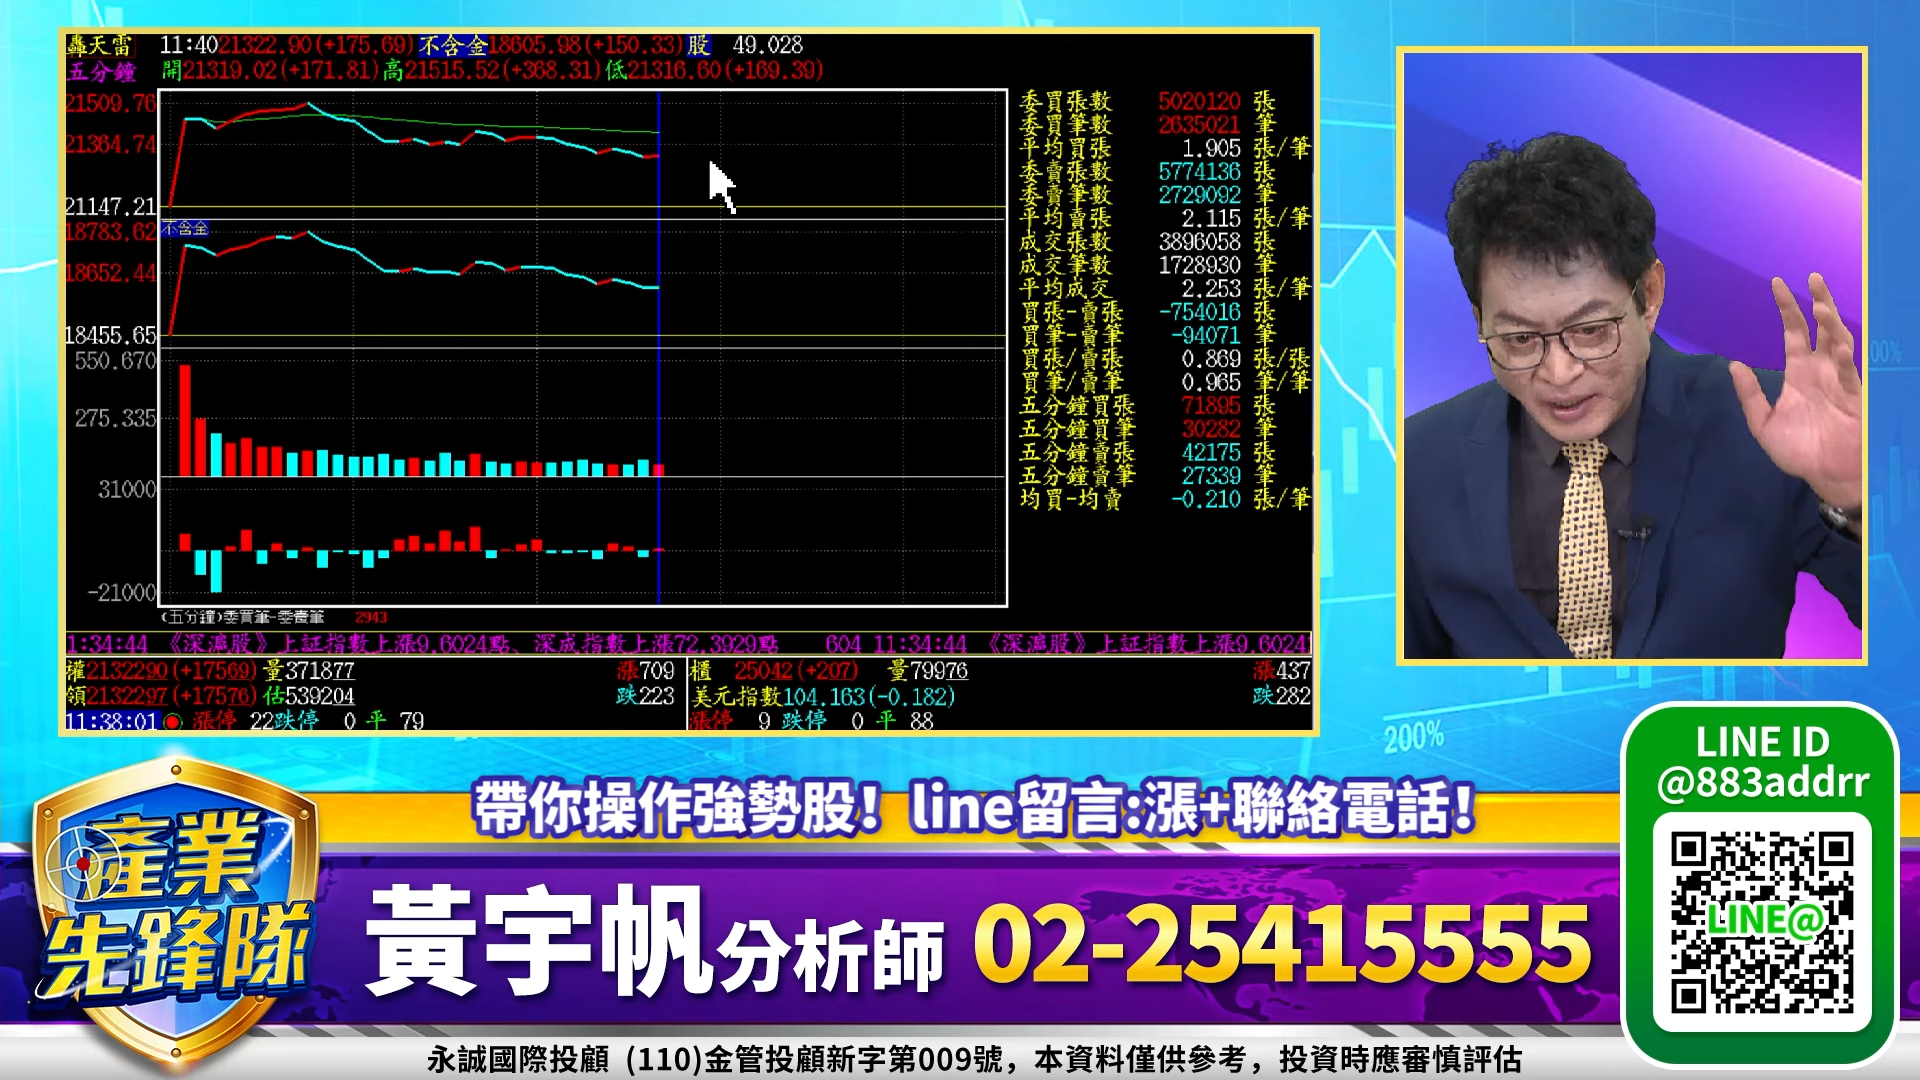 轟天雷 11:40 21322.90(+175.69) 不含金18605.98(+150.33) 股 49.028
五分鐘 開21319.02(+171.81) 高21515.52(+368.31) 低21316.60(+169.39)
21509.76
21364.74
21147.21
18783.62
不含金
18652.44
18455.65
550.670
275.335
31000
-21000
(五分鐘)委買筆-委賣筆 2943
委買張數 5020120 張
委買筆數 2635021 筆
平均買張 1.905 張/筆
委賣張數 5774136 張
委賣筆數 2729092 筆
平均賣張 2.115 張/筆
成交張數 3896058 張
成交筆數 1728930 筆
平均成交 2.253 張/筆
買張-賣張 -754016 張
買筆-賣筆 -94071 筆
買張/賣張 0.869 張/張
買筆/賣筆 0.965 筆/筆
五分鐘買張 71895 張
五分鐘買筆 30282 筆
五分鐘賣張 42175 張
五分鐘賣筆 27339 筆
均買-均賣 -0.210 張/筆
1:34:44 《深滬股》上証指數上漲9.6024點、深成指數上漲72.3929點 604 11:34:44 《深滬股》上証指數上漲9.6024
權2132290(+17569) 量371877 漲709
櫃 25042(+207) 量79976 漲437
領2132297(+17576) 估539204 跌223
美元指數104.163(-0.182) 跌282
11:38:01 漲停 22 跌停 0 平 79
漲停 9 跌停 0 平 88
200%
00%
LINE ID
@883addrr
LINE@
帶你操作強勢股！line留言:漲+聯絡電話！
產業
先鋒隊
黃宇帆分析師 02-25415555
永誠國際投顧 (110)金管投顧新字第009號，本資料僅供參考，投資時應審慎評估